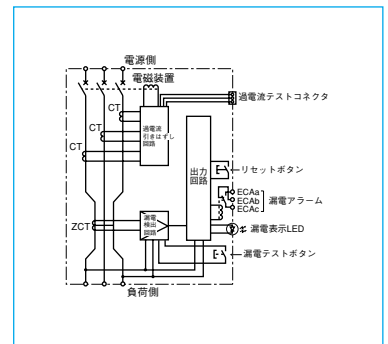 電源側
電磁装置
過電流テストコネクタ
CT
過電流
引きはずし
回路
CT
CT
出力
回路
リセットボタン
ECAa
ECAb
ECAc
漏電アラーム
ZCT
漏電
検出
回路
漏電表示LED
漏電テストボタン
負荷側